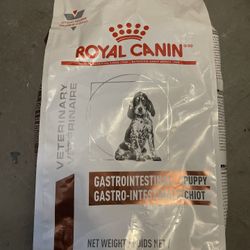 ROYAL CANIN
VETERINARY
VÉTÉRINAIRE
GASTROINTESTINAL PUPPY
GASTRO-INTESTINAL CHIOT
NET WEIGHT / POIDS NET